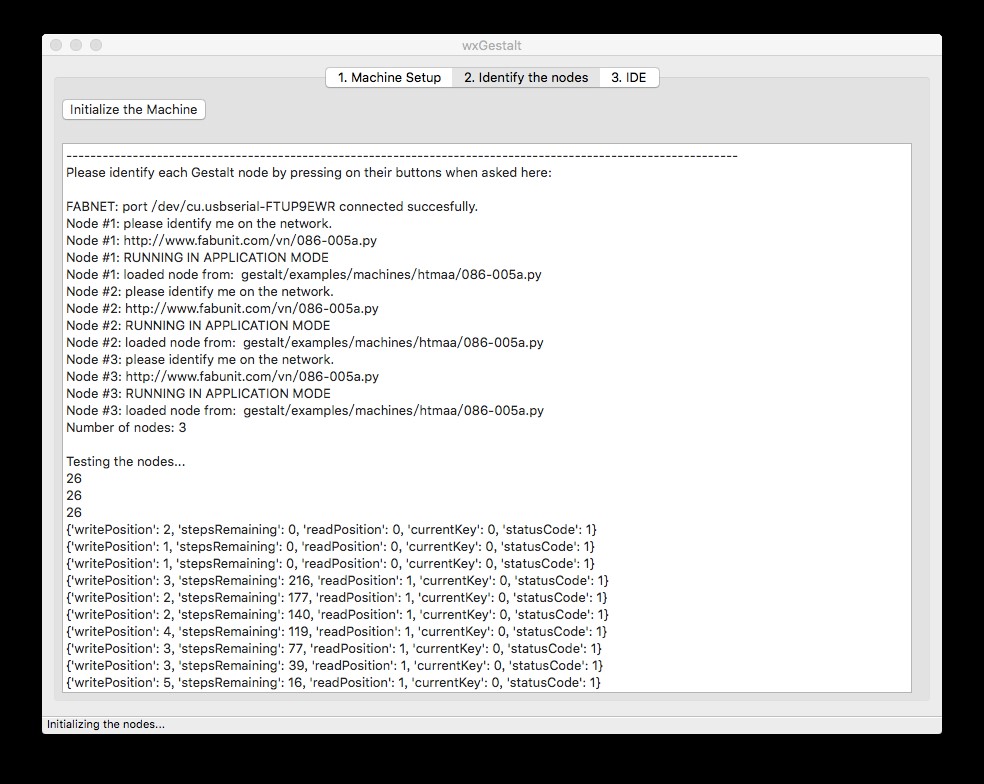 wxGestalt
1. Machine Setup 2. Identify the nodes 3. IDE
Initialize the Machine
----------------------------------------------------------------------------------------------------------------
Please identify each Gestalt node by pressing on their buttons when asked here:
FABNET: port /dev/cu.usbserial-FTUP9EWR connected succesfully.
Node #1: please identify me on the network.
Node #1: http://www.fabunit.com/vn/086-005a.py
Node #1: RUNNING IN APPLICATION MODE
Node #1: loaded node from:  gestalt/examples/machines/htmaa/086-005a.py
Node #2: please identify me on the network.
Node #2: http://www.fabunit.com/vn/086-005a.py
Node #2: RUNNING IN APPLICATION MODE
Node #2: loaded node from:  gestalt/examples/machines/htmaa/086-005a.py
Node #3: please identify me on the network.
Node #3: http://www.fabunit.com/vn/086-005a.py
Node #3: RUNNING IN APPLICATION MODE
Node #3: loaded node from:  gestalt/examples/machines/htmaa/086-005a.py
Number of nodes: 3
Testing the nodes...
26
26
26
{'writePosition': 2, 'stepsRemaining': 0, 'readPosition': 0, 'currentKey': 0, 'statusCode': 1}
{'writePosition': 1, 'stepsRemaining': 0, 'readPosition': 0, 'currentKey': 0, 'statusCode': 1}
{'writePosition': 1, 'stepsRemaining': 0, 'readPosition': 0, 'currentKey': 0, 'statusCode': 1}
{'writePosition': 3, 'stepsRemaining': 216, 'readPosition': 1, 'currentKey': 0, 'statusCode': 1}
{'writePosition': 2, 'stepsRemaining': 177, 'readPosition': 1, 'currentKey': 0, 'statusCode': 1}
{'writePosition': 2, 'stepsRemaining': 140, 'readPosition': 1, 'currentKey': 0, 'statusCode': 1}
{'writePosition': 4, 'stepsRemaining': 119, 'readPosition': 1, 'currentKey': 0, 'statusCode': 1}
{'writePosition': 3, 'stepsRemaining': 77, 'readPosition': 1, 'currentKey': 0, 'statusCode': 1}
{'writePosition': 3, 'stepsRemaining': 39, 'readPosition': 1, 'currentKey': 0, 'statusCode': 1}
{'writePosition': 5, 'stepsRemaining': 16, 'readPosition': 1, 'currentKey': 0, 'statusCode': 1}
Initializing the nodes...